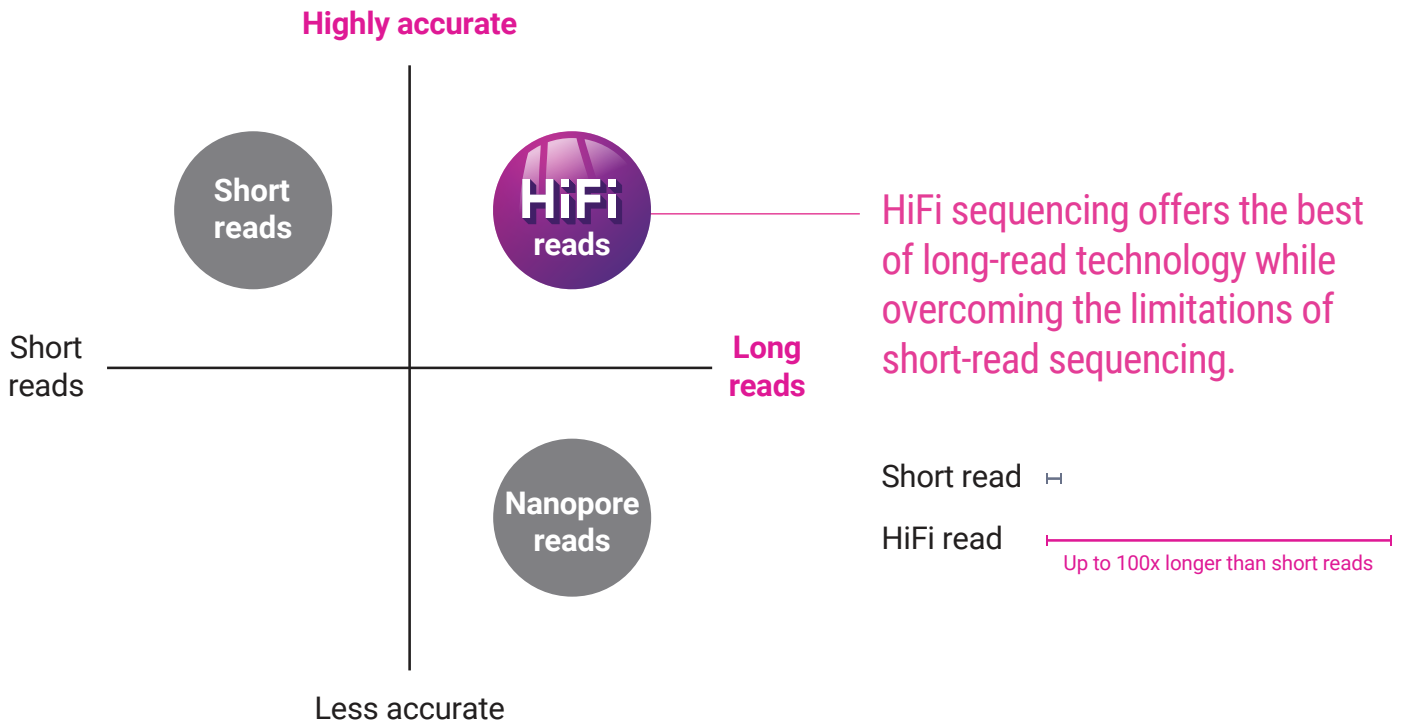 Highly accurate
Short
reads
HiFi
reads
HiFi sequencing offers the best
of long-read technology while
overcoming the limitations of
short-read sequencing.
Short
reads
Long
reads
Nanopore
reads
Short read
HiFi read
Up to 100x longer than short reads
Less accurate